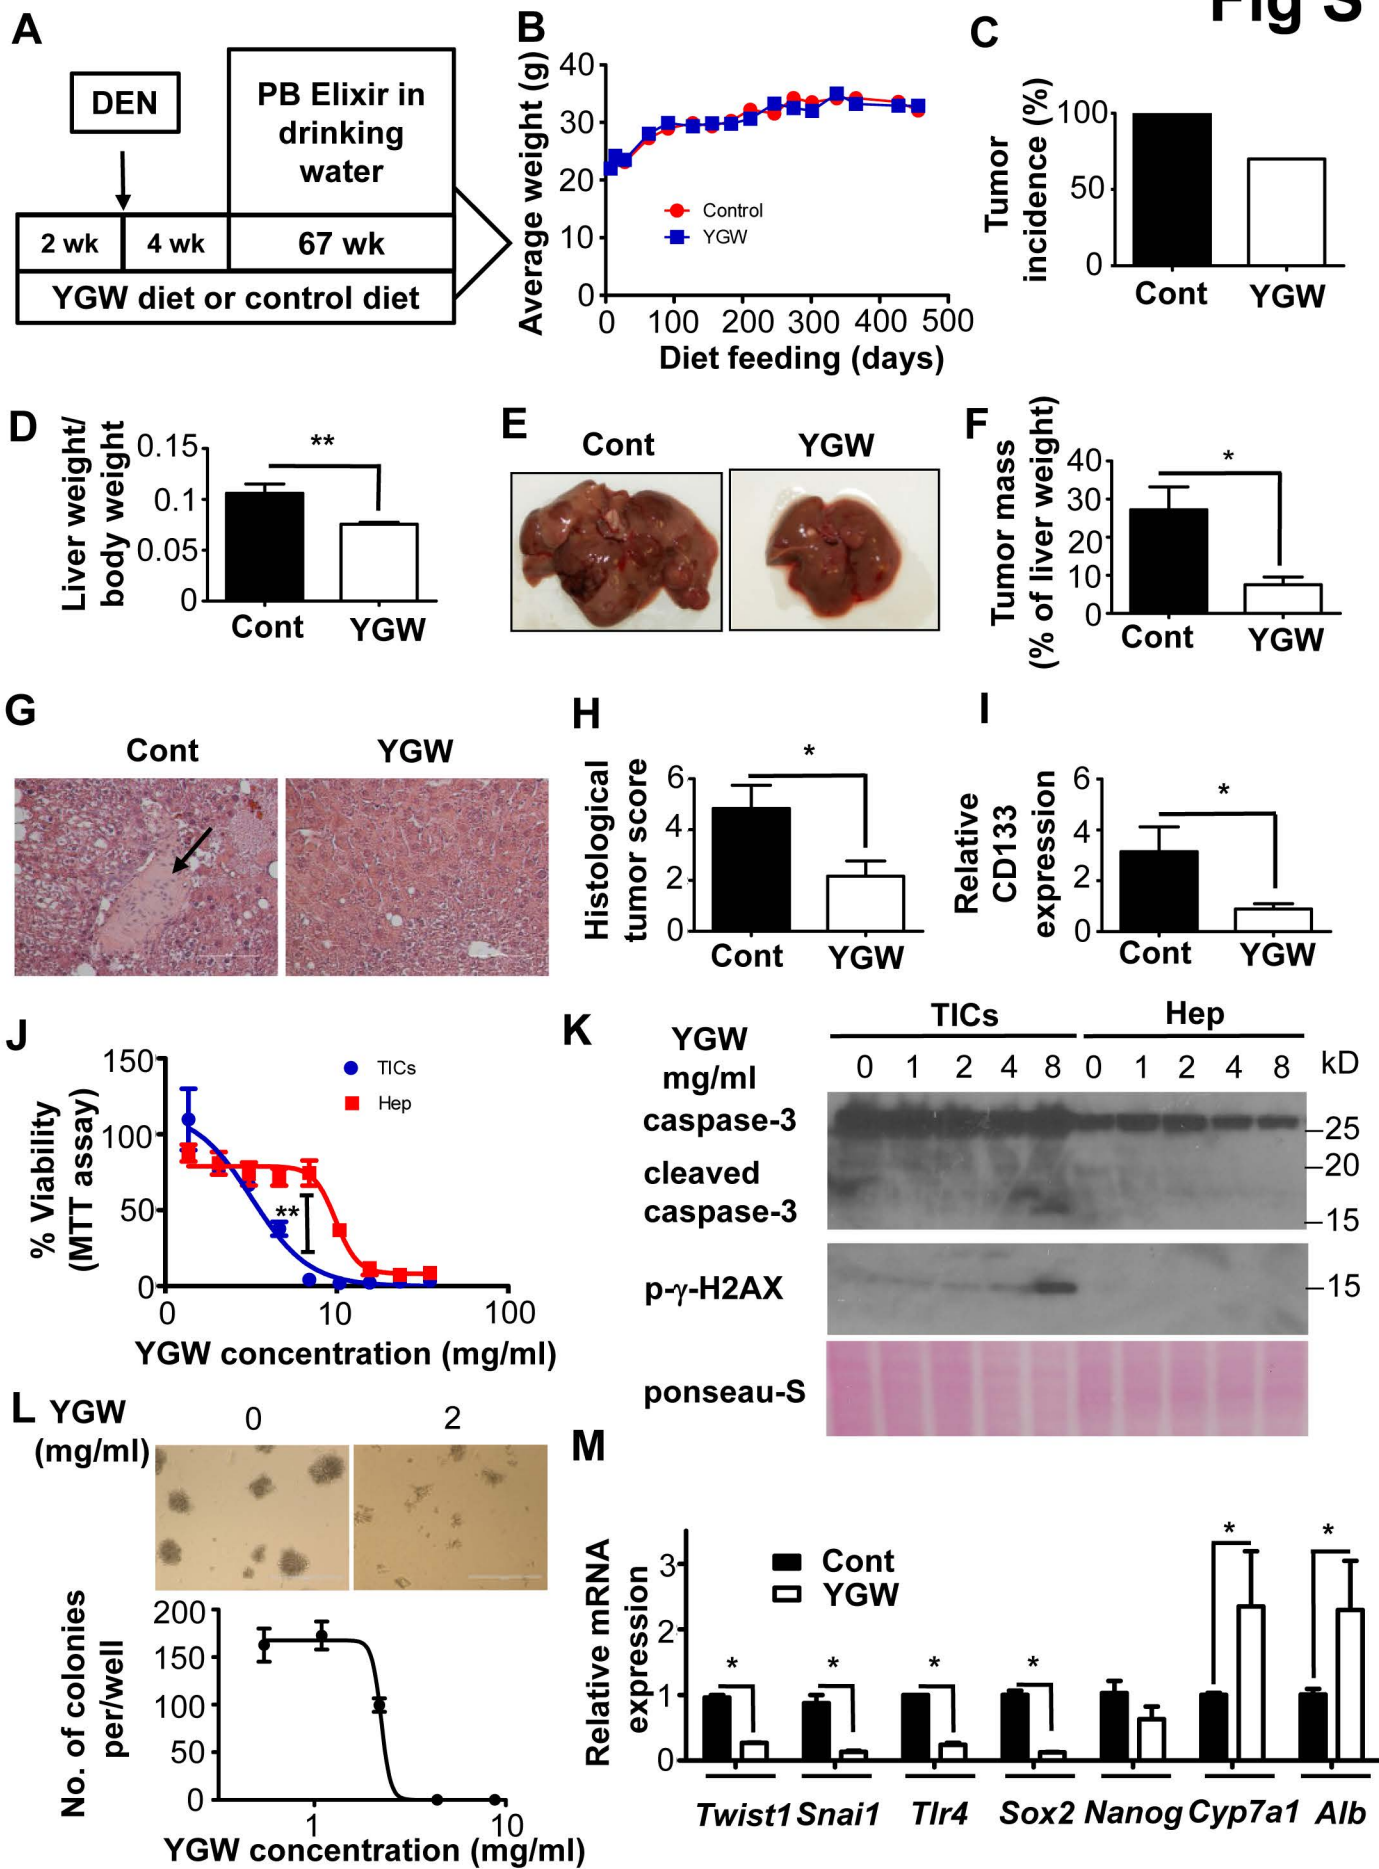 Fig S
A
DEN
PB Elixir in
drinking
water
2 wk
4 wk
67 wk
YGW diet or control diet
B
Average weight (g)
40
30
20
10
0
Control
YGW
0 100 200 300 400 500
Diet feeding (days)
C
Tumor
incidence (%)
100
50
0
Cont YGW
D
Liver weight/
body weight
0.15
0.1
0.05
0
**
Cont YGW
E
Cont YGW
F
Tumor mass
(% of liver weight)
40
30
20
10
0
*
Cont YGW
G
Cont YGW
H
Histological
tumor score
6
4
2
0
*
Cont YGW
I
Relative
CD133
expression
6
4
2
0
*
Cont YGW
J
% Viability
(MTT assay)
150
100
50
0
TICs
Hep
**
0 10 100
YGW concentration (mg/ml)
K
TICs Hep
YGW
mg/ml
0 1 2 4 8 0 1 2 4 8 kD
caspase-3
25
20
cleaved
caspase-3
15
p-γ-H2AX
15
ponseau-S
L
YGW
(mg/ml)
0 2
No. of colonies
per/well
200
150
100
50
0
1 10
YGW concentration (mg/ml)
M
Relative mRNA
expression
3
2
1
0
Cont
YGW
* * * * * *
Twist1 Snai1 Tlr4 Sox2 Nanog Cyp7a1 Alb